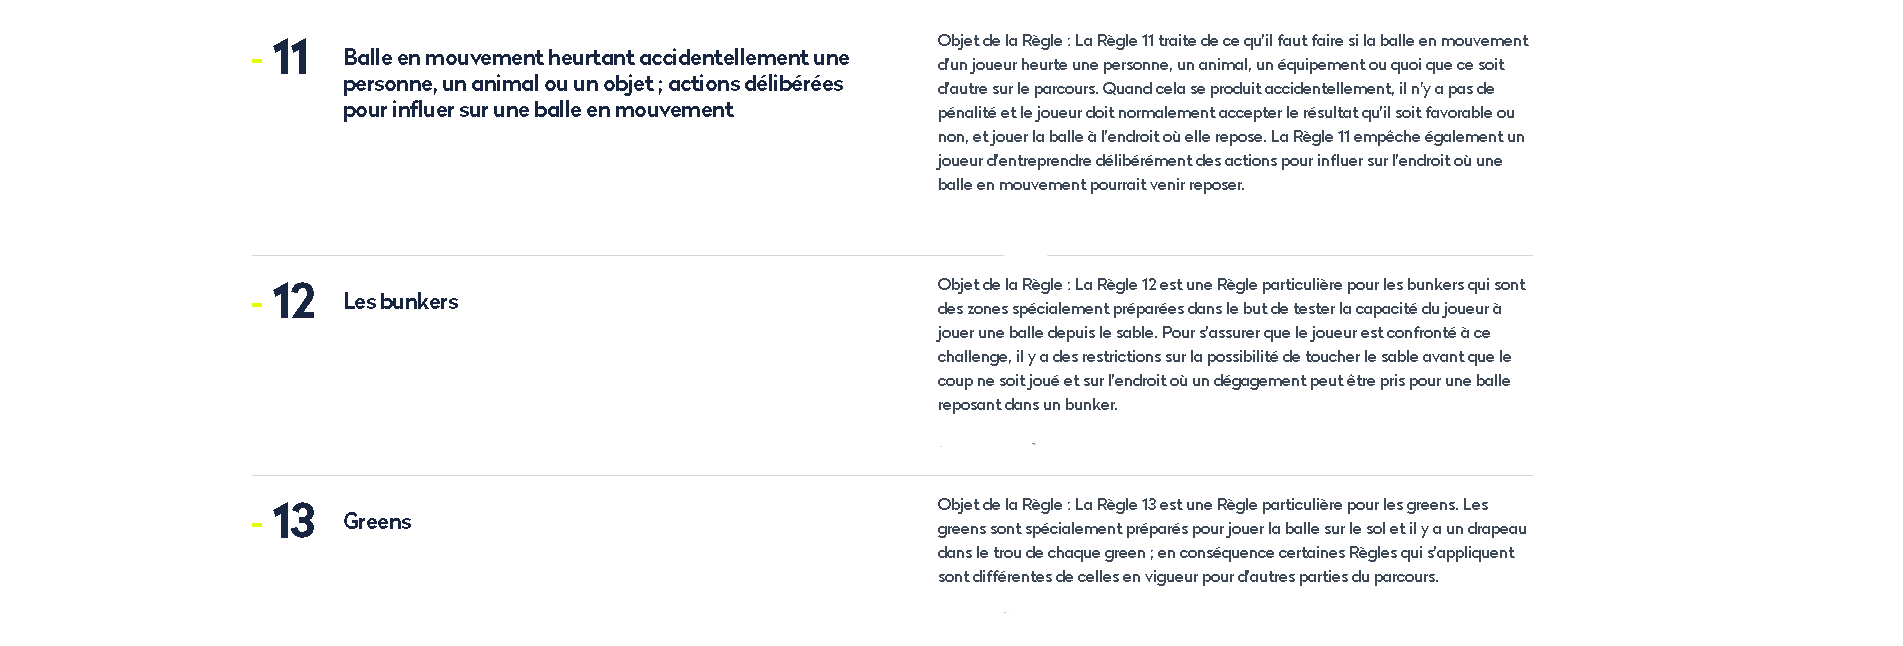 - 11 Balle en mouvement heurtant accidentellement une
personne, un animal ou un objet ; actions délibérées
pour influer sur une balle en mouvement
Objet de la Règle : La Règle 11 traite de ce qu'il faut faire si la balle en mouvement
d'un joueur heurte une personne, un animal, un équipement ou quoi que ce soit
d'autre sur le parcours. Quand cela se produit accidentellement, il n'y a pas de
pénalité et le joueur doit normalement accepter le résultat qu'il soit favorable ou
non, et jouer la balle à l'endroit où elle repose. La Règle 11 empêche également un
joueur d'entreprendre délibérément des actions pour influer sur l'endroit où une
balle en mouvement pourrait venir reposer.
- 12 Les bunkers
Objet de la Règle : La Règle 12 est une Règle particulière pour les bunkers qui sont
des zones spécialement préparées dans le but de tester la capacité du joueur à
jouer une balle depuis le sable. Pour s'assurer que le joueur est confronté à ce
challenge, il y a des restrictions sur la possibilité de toucher le sable avant que le
coup ne soit joué et sur l'endroit où un dégagement peut être pris pour une balle
reposant dans un bunker.
- 13 Greens
Objet de la Règle : La Règle 13 est une Règle particulière pour les greens. Les
greens sont spécialement préparés pour jouer la balle sur le sol et il y a un drapeau
dans le trou de chaque green ; en conséquence certaines Règles qui s'appliquent
sont différentes de celles en vigueur pour d'autres parties du parcours.